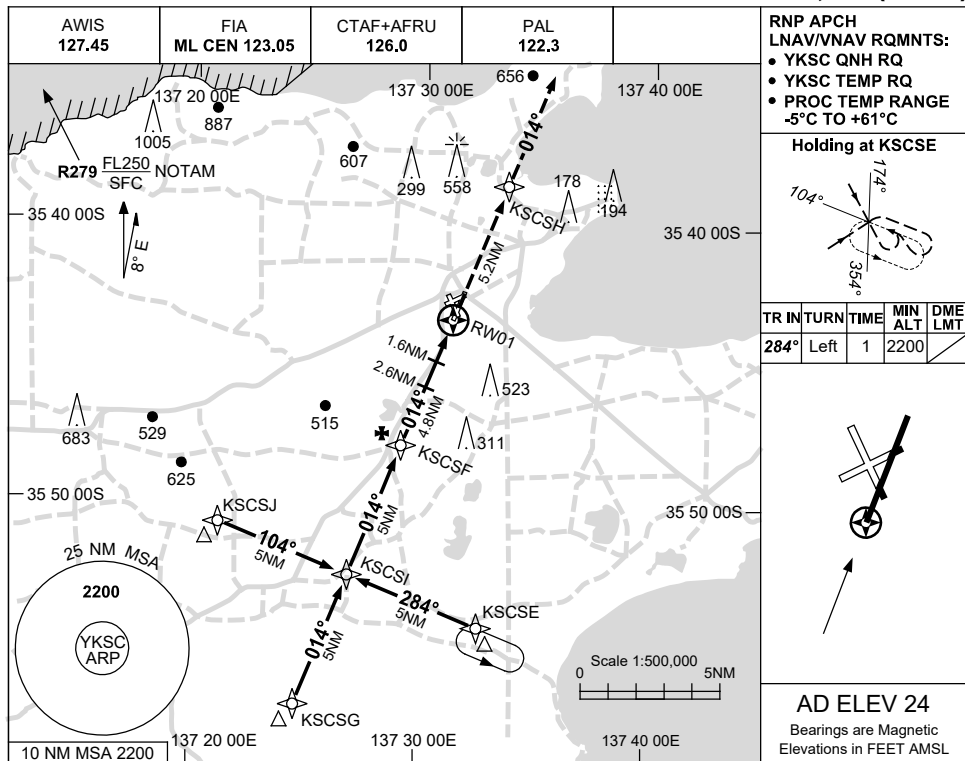 AWIS
127.45
FIA
ML CEN 123.05
CTAF+AFRU
126.0
PAL
122.3
RNP APCH
LNAV/VNAV RQMNTS:
• YKSC QNH RQ
• YKSC TEMP RQ
• PROC TEMP RANGE
-5°C TO +61°C
Holding at KSCSE
104°
174°
354°
TR IN TURN TIME MIN ALT DME LMT
284° Left 1 2200
137 20 00E
137 30 00E
137 40 00E
656
887
1005
607
299
558
178
194
R279 FL250 SFC NOTAM
014°
KSCSH
35 40 00S
35 40 00S
8° E
5.2NM
RW01
1.6NM
2.6NM
014°
4.8NM
523
683
529
515
311
625
KSCSF
35 50 00S
35 50 00S
KSCSJ
014°
5NM
104°
5NM
KSCSI
284°
5NM
KSCSE
25 NM MSA
2200
YKSC
ARP
014°
5NM
KSCSG
Scale 1:500,000
0 5NM
10 NM MSA 2200
137 20 00E
137 30 00E
137 40 00E
AD ELEV 24
Bearings are Magnetic
Elevations in FEET AMSL